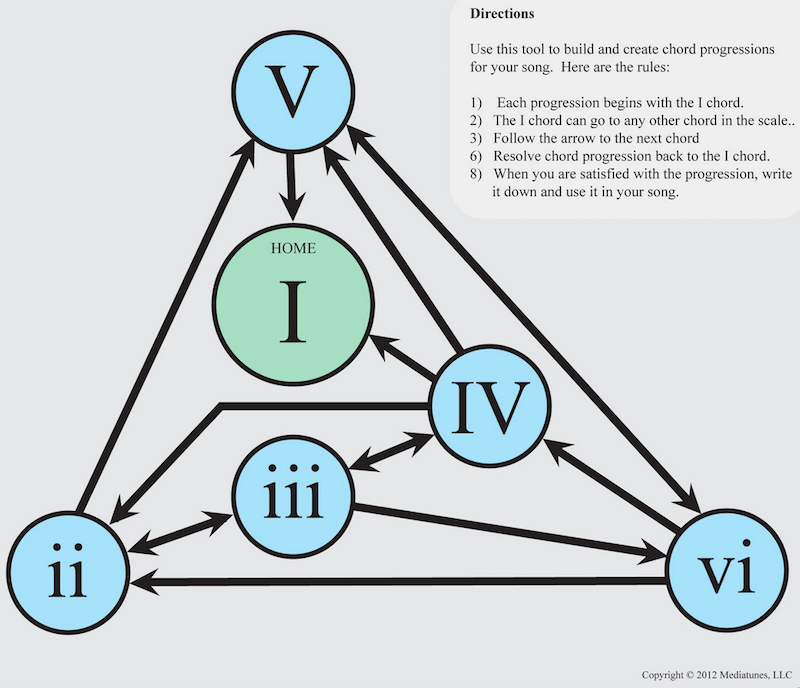 Directions
Use this tool to build and create chord progressions
for your song. Here are the rules:
1) Each progression begins with the I chord.
2) The I chord can go to any other chord in the scale..
3) Follow the arrow to the next chord
6) Resolve chord progression back to the I chord.
8) When you are satisfied with the progression, write
it down and use it in your song.
V
HOME
I
IV
iii
ii
vi
Copyright © 2012 Mediatunes, LLC